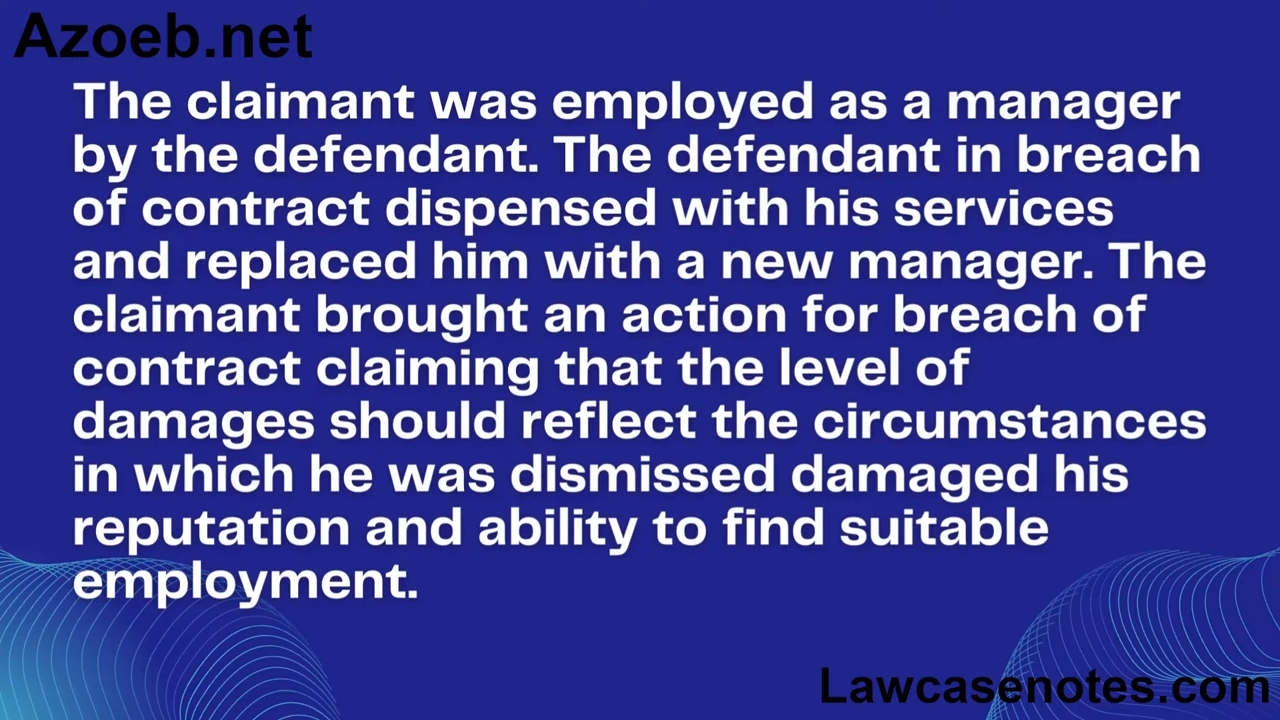 Azoeb.net
The claimant was employed as a manager
by the defendant. The defendant in breach
of contract dispensed with his services
and replaced him with a new manager. The
claimant brought an action for breach of
contract claiming that the level of
damages should reflect the circumstances
in which he was dismissed damaged his
reputation and ability to find suitable
employment.
Lawcasenotes.com